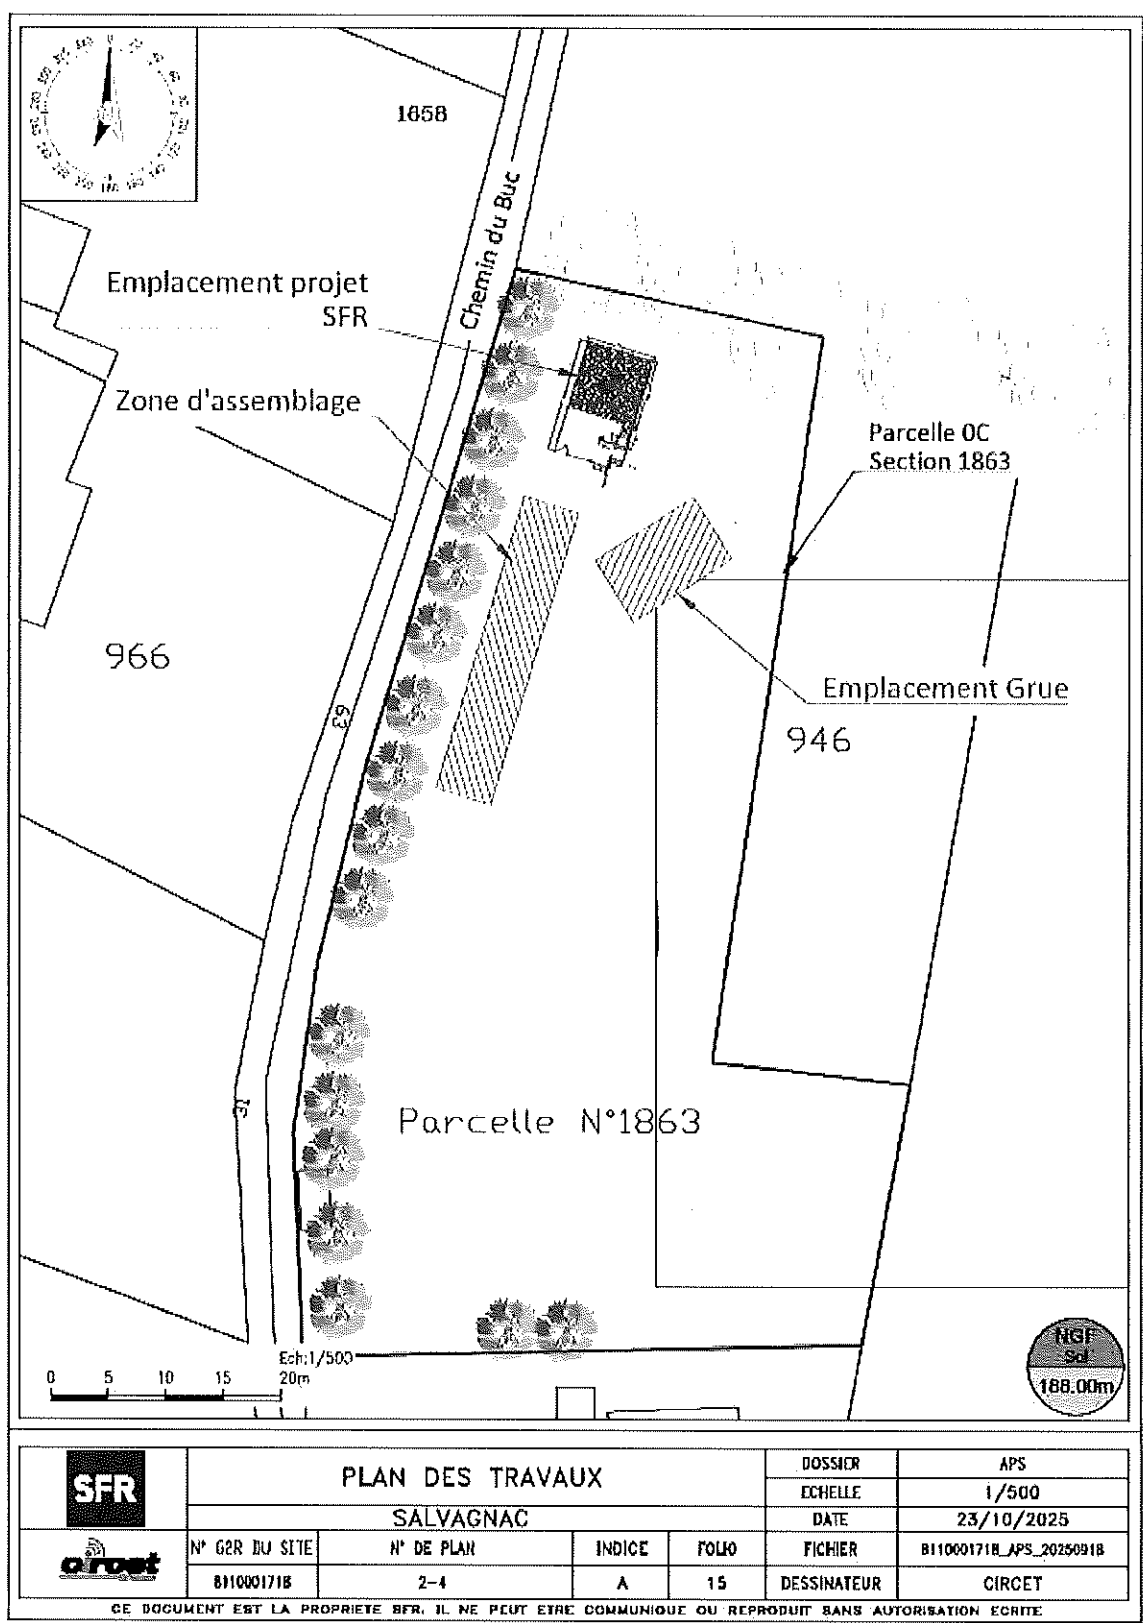 0
1658
Chemin du Buc
Emplacement projet
SFR
Zone d'assemblage
Parcelle 0C
Section 1863
966
63
Emplacement Grue
946
31
Parcelle N°1863
Ech:1/500
0 5 10 15 20m
NGF
Sol
188.00m
SFR
circet
PLAN DES TRAVAUX
SALVAGNAC
DOSSIER APS
ECHELLE 1/500
DATE 23/10/2025
N° G2R DU SITE N° DE PLAN INDICE FOLIO FICHIER 811000171B_APS_20250918
811000171B 2-4 A 15 DESSINATEUR CIRCET
CE DOCUMENT EST LA PROPRIETE SFR. IL NE PEUT ETRE COMMUNIQUE OU REPRODUIT SANS AUTORISATION ECRITE